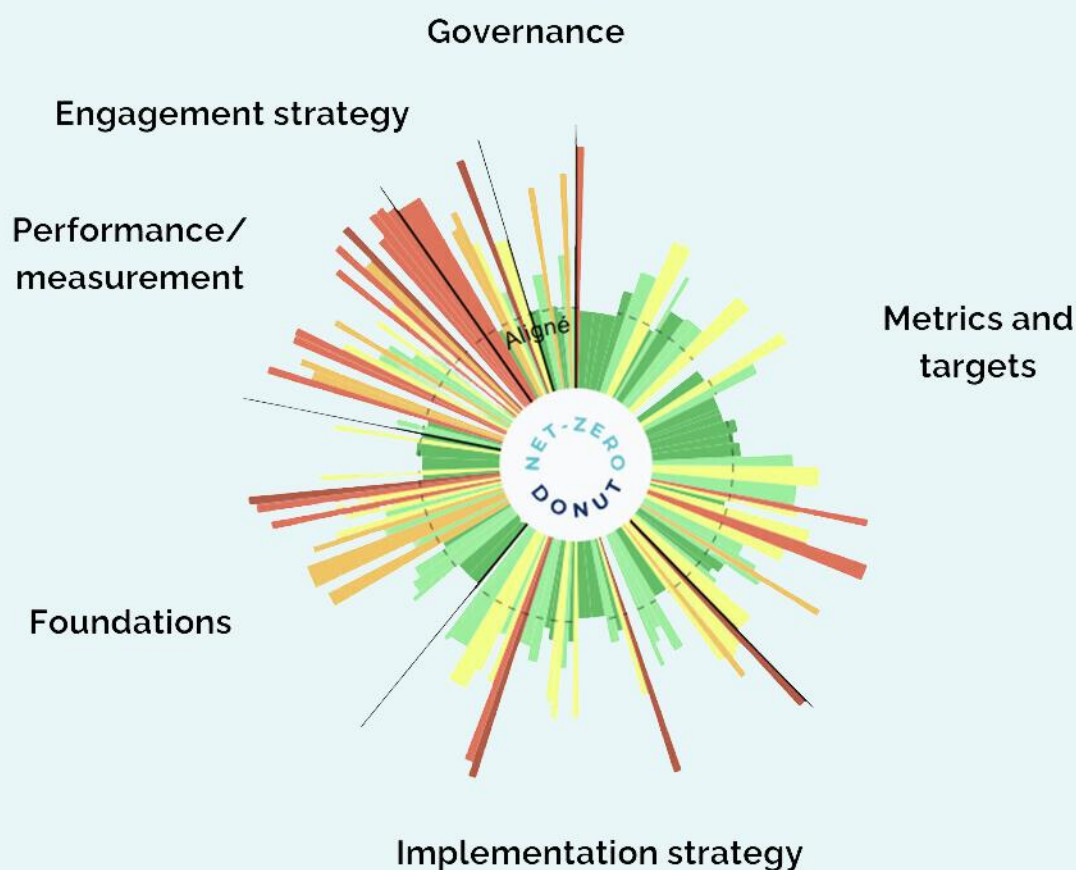 Governance
Engagement strategy
Performance/
measurement
Aligné
Metrics and
targets
NET-ZERO
DONUT
Foundations
Implementation strategy